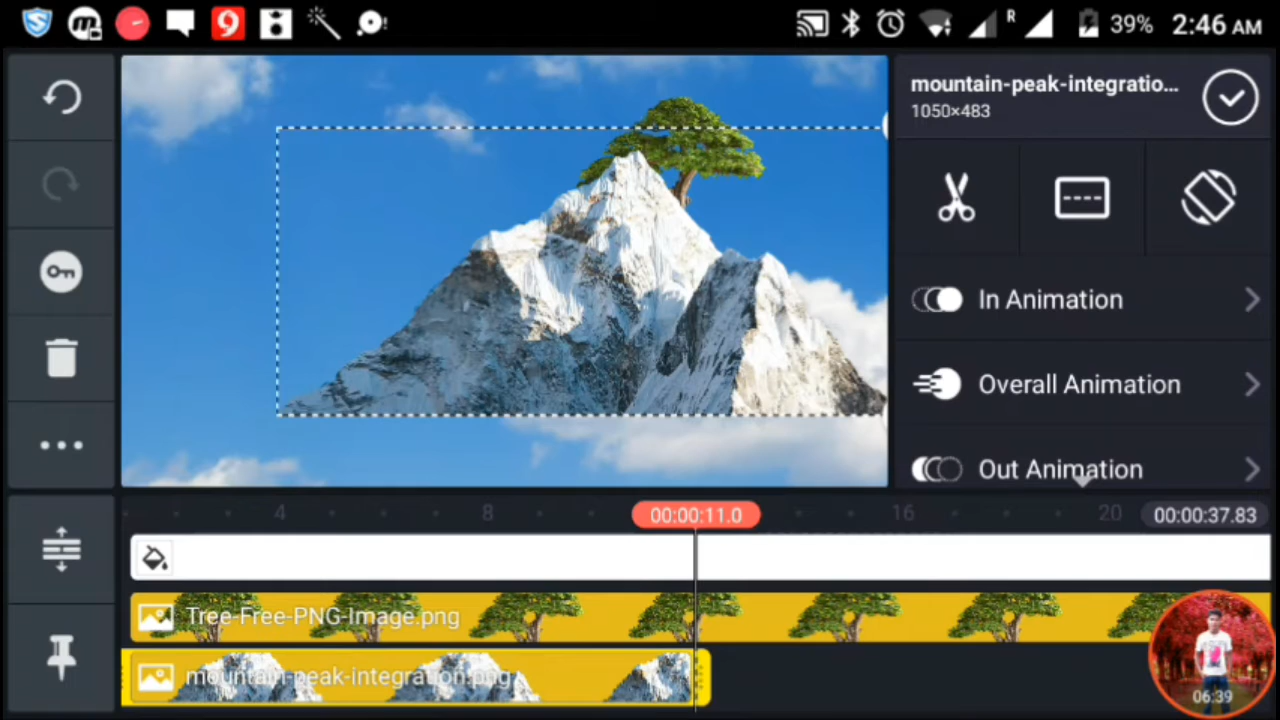 R 39% 2:46 AM
mountain-peak-integratio...
1050×483
In Animation
Overall Animation
Out Animation
4 8 00:00:11.0 16 20 00:00:37.83
Tree-Free-PNG-Image.png
mountain-peak-integration.png
06:39